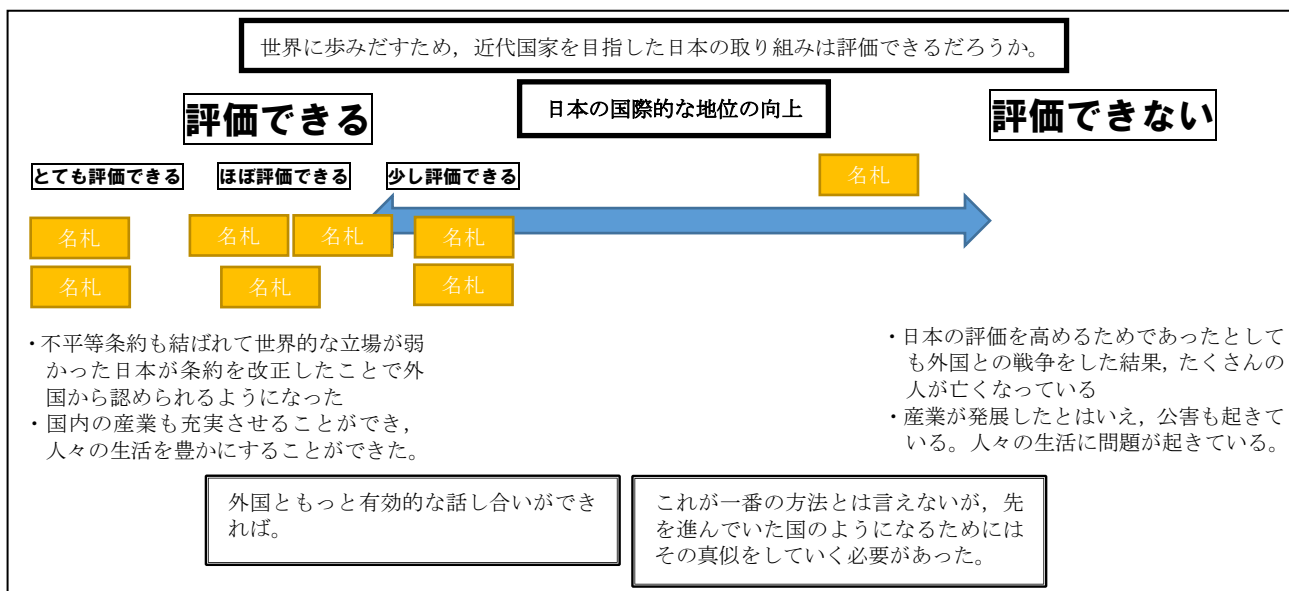 世界に歩みだすため，近代国家を目指した日本の取り組みは評価できるだろうか。
評価できる
日本の国際的な地位の向上
評価できない
とても評価できる
ほぼ評価できる
少し評価できる
名札
名札
名札
名札
名札
名札
名札
名札
・不平等条約も結ばれて世界的な立場が弱
かった日本が条約を改正したことで外
国から認められるようになった
・国内の産業も充実させることができ，
人々の生活を豊かにすることができた。
・日本の評価を高めるためであったとして
も外国との戦争をした結果，たくさんの
人が亡くなっている
・産業が発展したとはいえ，公害も起きて
いる。人々の生活に問題が起きている。
外国ともっと有効的な話し合いができ
れば。
これが一番の方法とは言えないが，先
を進んでいた国のようになるためには
その真似をしていく必要があった。